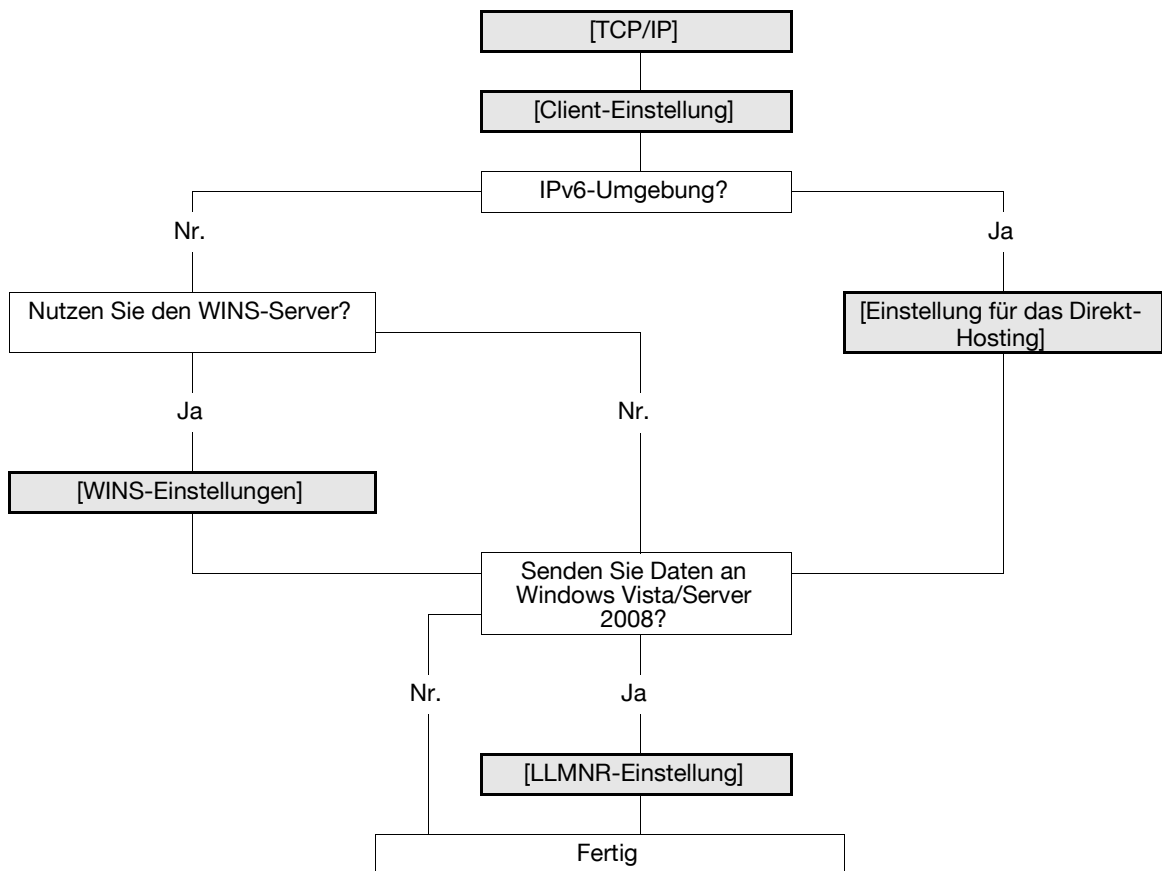 [TCP/IP]
[Client-Einstellung]
IPv6-Umgebung?
Nr.
Ja
Nutzen Sie den WINS-Server?
[Einstellung für das Direkt-
Hosting]
Ja
Nr.
[WINS-Einstellungen]
Senden Sie Daten an
Windows Vista/Server
2008?
Nr.
Ja
[LLMNR-Einstellung]
Fertig